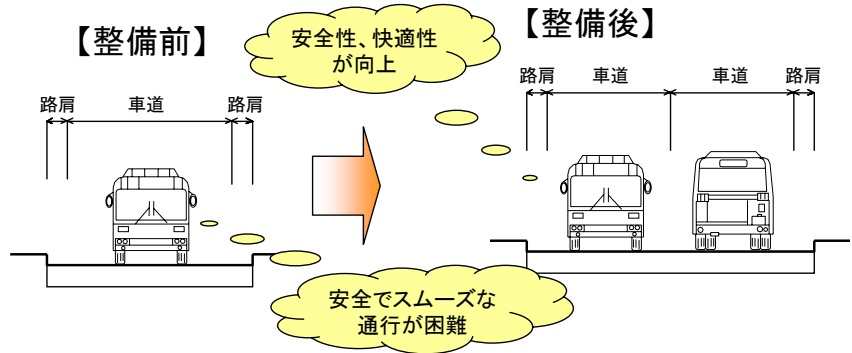 【整備前】
安全性、快適性
が向上
【整備後】
路肩 車道 路肩
路肩 車道 車道 路肩
安全でスムーズな
通行が困難